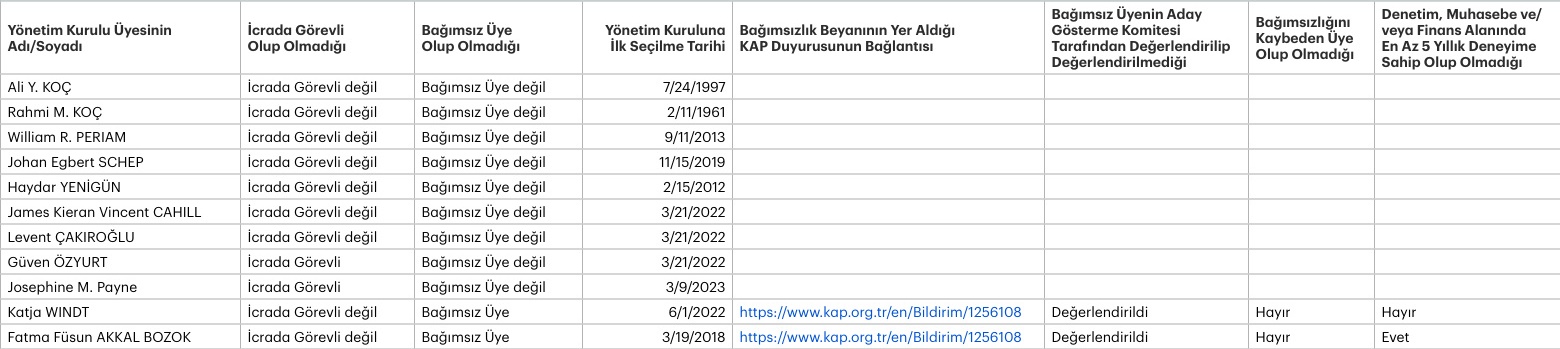 Yönetim Kurulu Üyesinin Adı/Soyadı | İcrada Görevli Olup Olmadığı | Bağımsız Üye Olup Olmadığı | Yönetim Kuruluna İlk Seçilme Tarihi | Bağımsızlık Beyanının Yer Aldığı KAP Duyurusunun Bağlantısı | Bağımsız Üyenin Aday Gösterme Komitesi Tarafından Değerlendirilip Değerlendirilmediği | Bağımsızlığını Kaybeden Üye Olup Olmadığı | Denetim, Muhasebe ve/ veya Finans Alanında En Az 5 Yıllık Deneyime Sahip Olup Olmadığı
Ali Y. KOÇ | İcrada Görevli değil | Bağımsız Üye değil | 7/24/1997
Rahmi M. KOÇ | İcrada Görevli değil | Bağımsız Üye değil | 2/11/1961
William R. PERIAM | İcrada Görevli değil | Bağımsız Üye değil | 9/11/2013
Johan Egbert SCHEP | İcrada Görevli değil | Bağımsız Üye değil | 11/15/2019
Haydar YENİGÜN | İcrada Görevli değil | Bağımsız Üye değil | 2/15/2012
James Kieran Vincent CAHILL | İcrada Görevli değil | Bağımsız Üye değil | 3/21/2022
Levent ÇAKIROĞLU | İcrada Görevli değil | Bağımsız Üye değil | 3/21/2022
Güven ÖZYURT | İcrada Görevli | Bağımsız Üye değil | 3/21/2022
Josephine M. Payne | İcrada Görevli | Bağımsız Üye değil | 3/9/2023
Katja WINDT | İcrada Görevli değil | Bağımsız Üye | 6/1/2022 | https://www.kap.org.tr/en/Bildirim/1256108 | Değerlendirildi | Hayır | Hayır
Fatma Füsun AKKAL BOZOK | İcrada Görevli değil | Bağımsız Üye | 3/19/2018 | https://www.kap.org.tr/en/Bildirim/1256108 | Değerlendirildi | Hayır | Evet